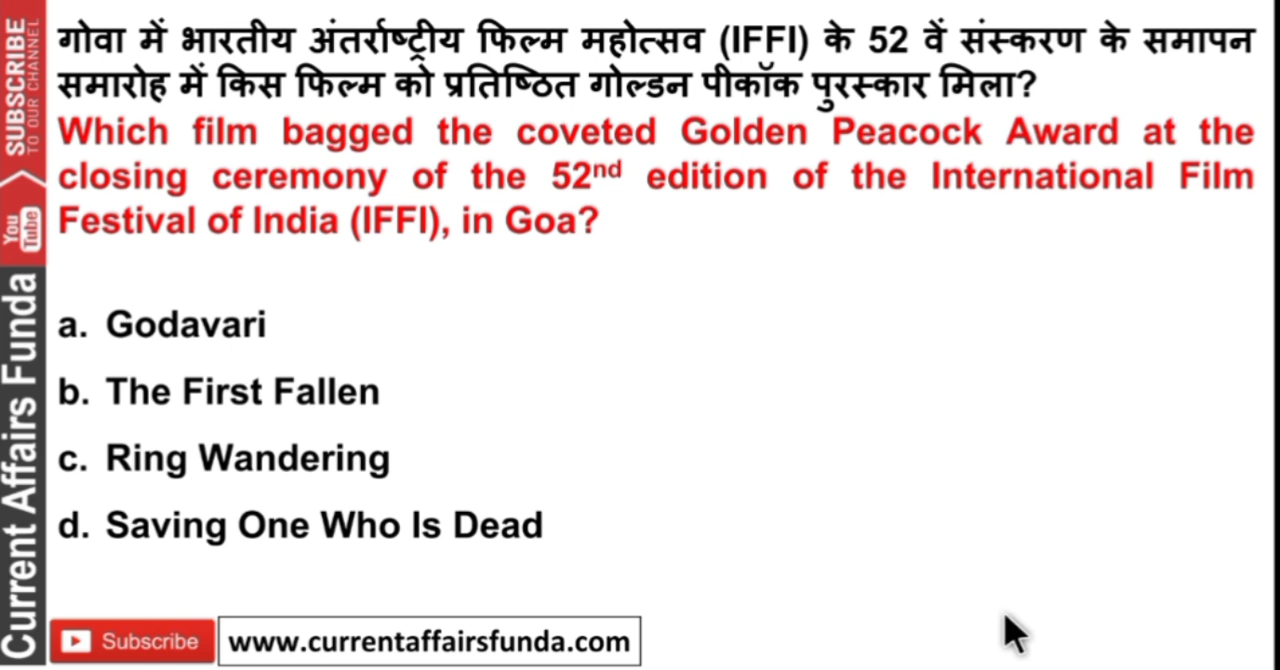 गोवा में भारतीय अंतर्राष्ट्रीय फिल्म महोत्सव (IFFI) के 52 वें संस्करण के समापन
समारोह में किस फिल्म को प्रतिष्ठित गोल्डन पीकॉक पुरस्कार मिला?
Which film bagged the coveted Golden Peacock Award at the
closing ceremony of the 52nd edition of the International Film
Festival of India (IFFI), in Goa?
a. Godavari
b. The First Fallen
c. Ring Wandering
d. Saving One Who Is Dead
SUBSCRIBE
TO OUR CHANNEL
You
Tube
Current Affairs Funda
Subscribe
www.currentaffairsfunda.com